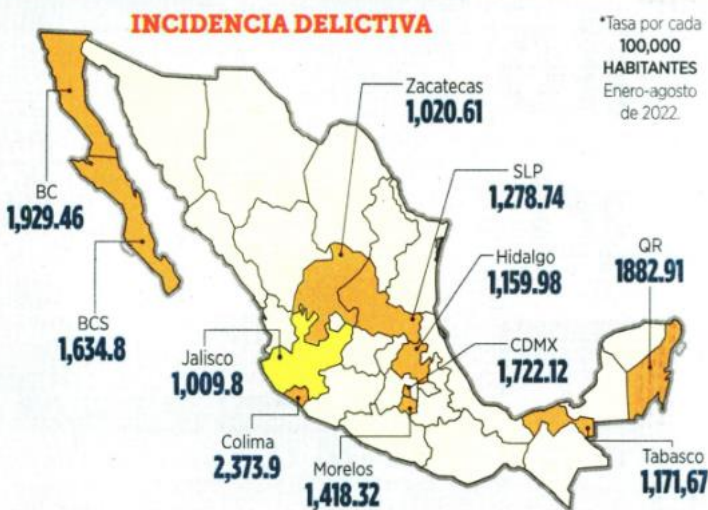 INCIDENCIA DELICTIVA
*Tasa por cada
100,000
HABITANTES
Enero-agosto
de 2022.
Zacatecas
1,020.61
SLP
1,278.74
BC
1,929.46
Hidalgo
1,159.98
QR
1882.91
BCS
1,634.8
Jalisco
1,009.8
CDMX
1,722.12
Colima
2,373.9
Morelos
1,418.32
Tabasco
1,171,67